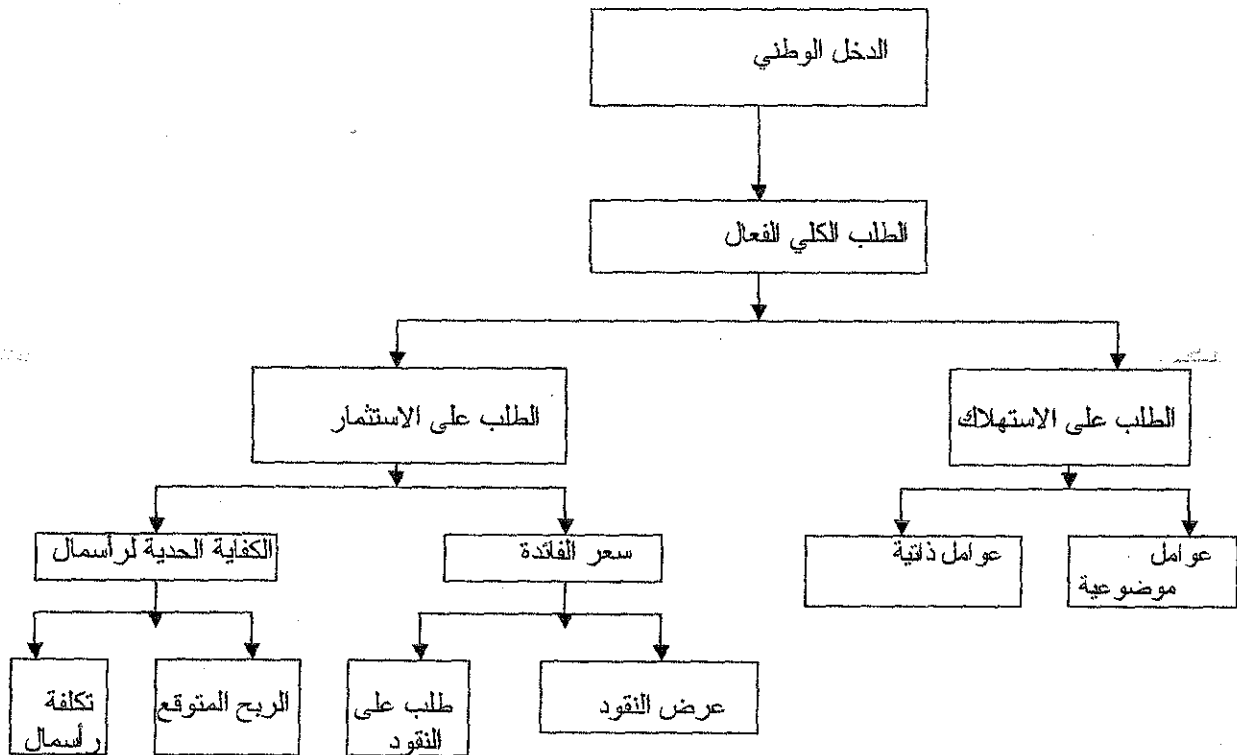 الدخل الوطني
الطلب الكلي الفعال
الطلب على الاستهلاك
الطلب على الاستثمار
عوامل
موضوعية
عوامل ذاتية
سعر الفائدة
الكفاية الحدية لرأسمال
عرض النقود
طلب على
النقود
الربح المتوقع
تكلفة
رأسمال